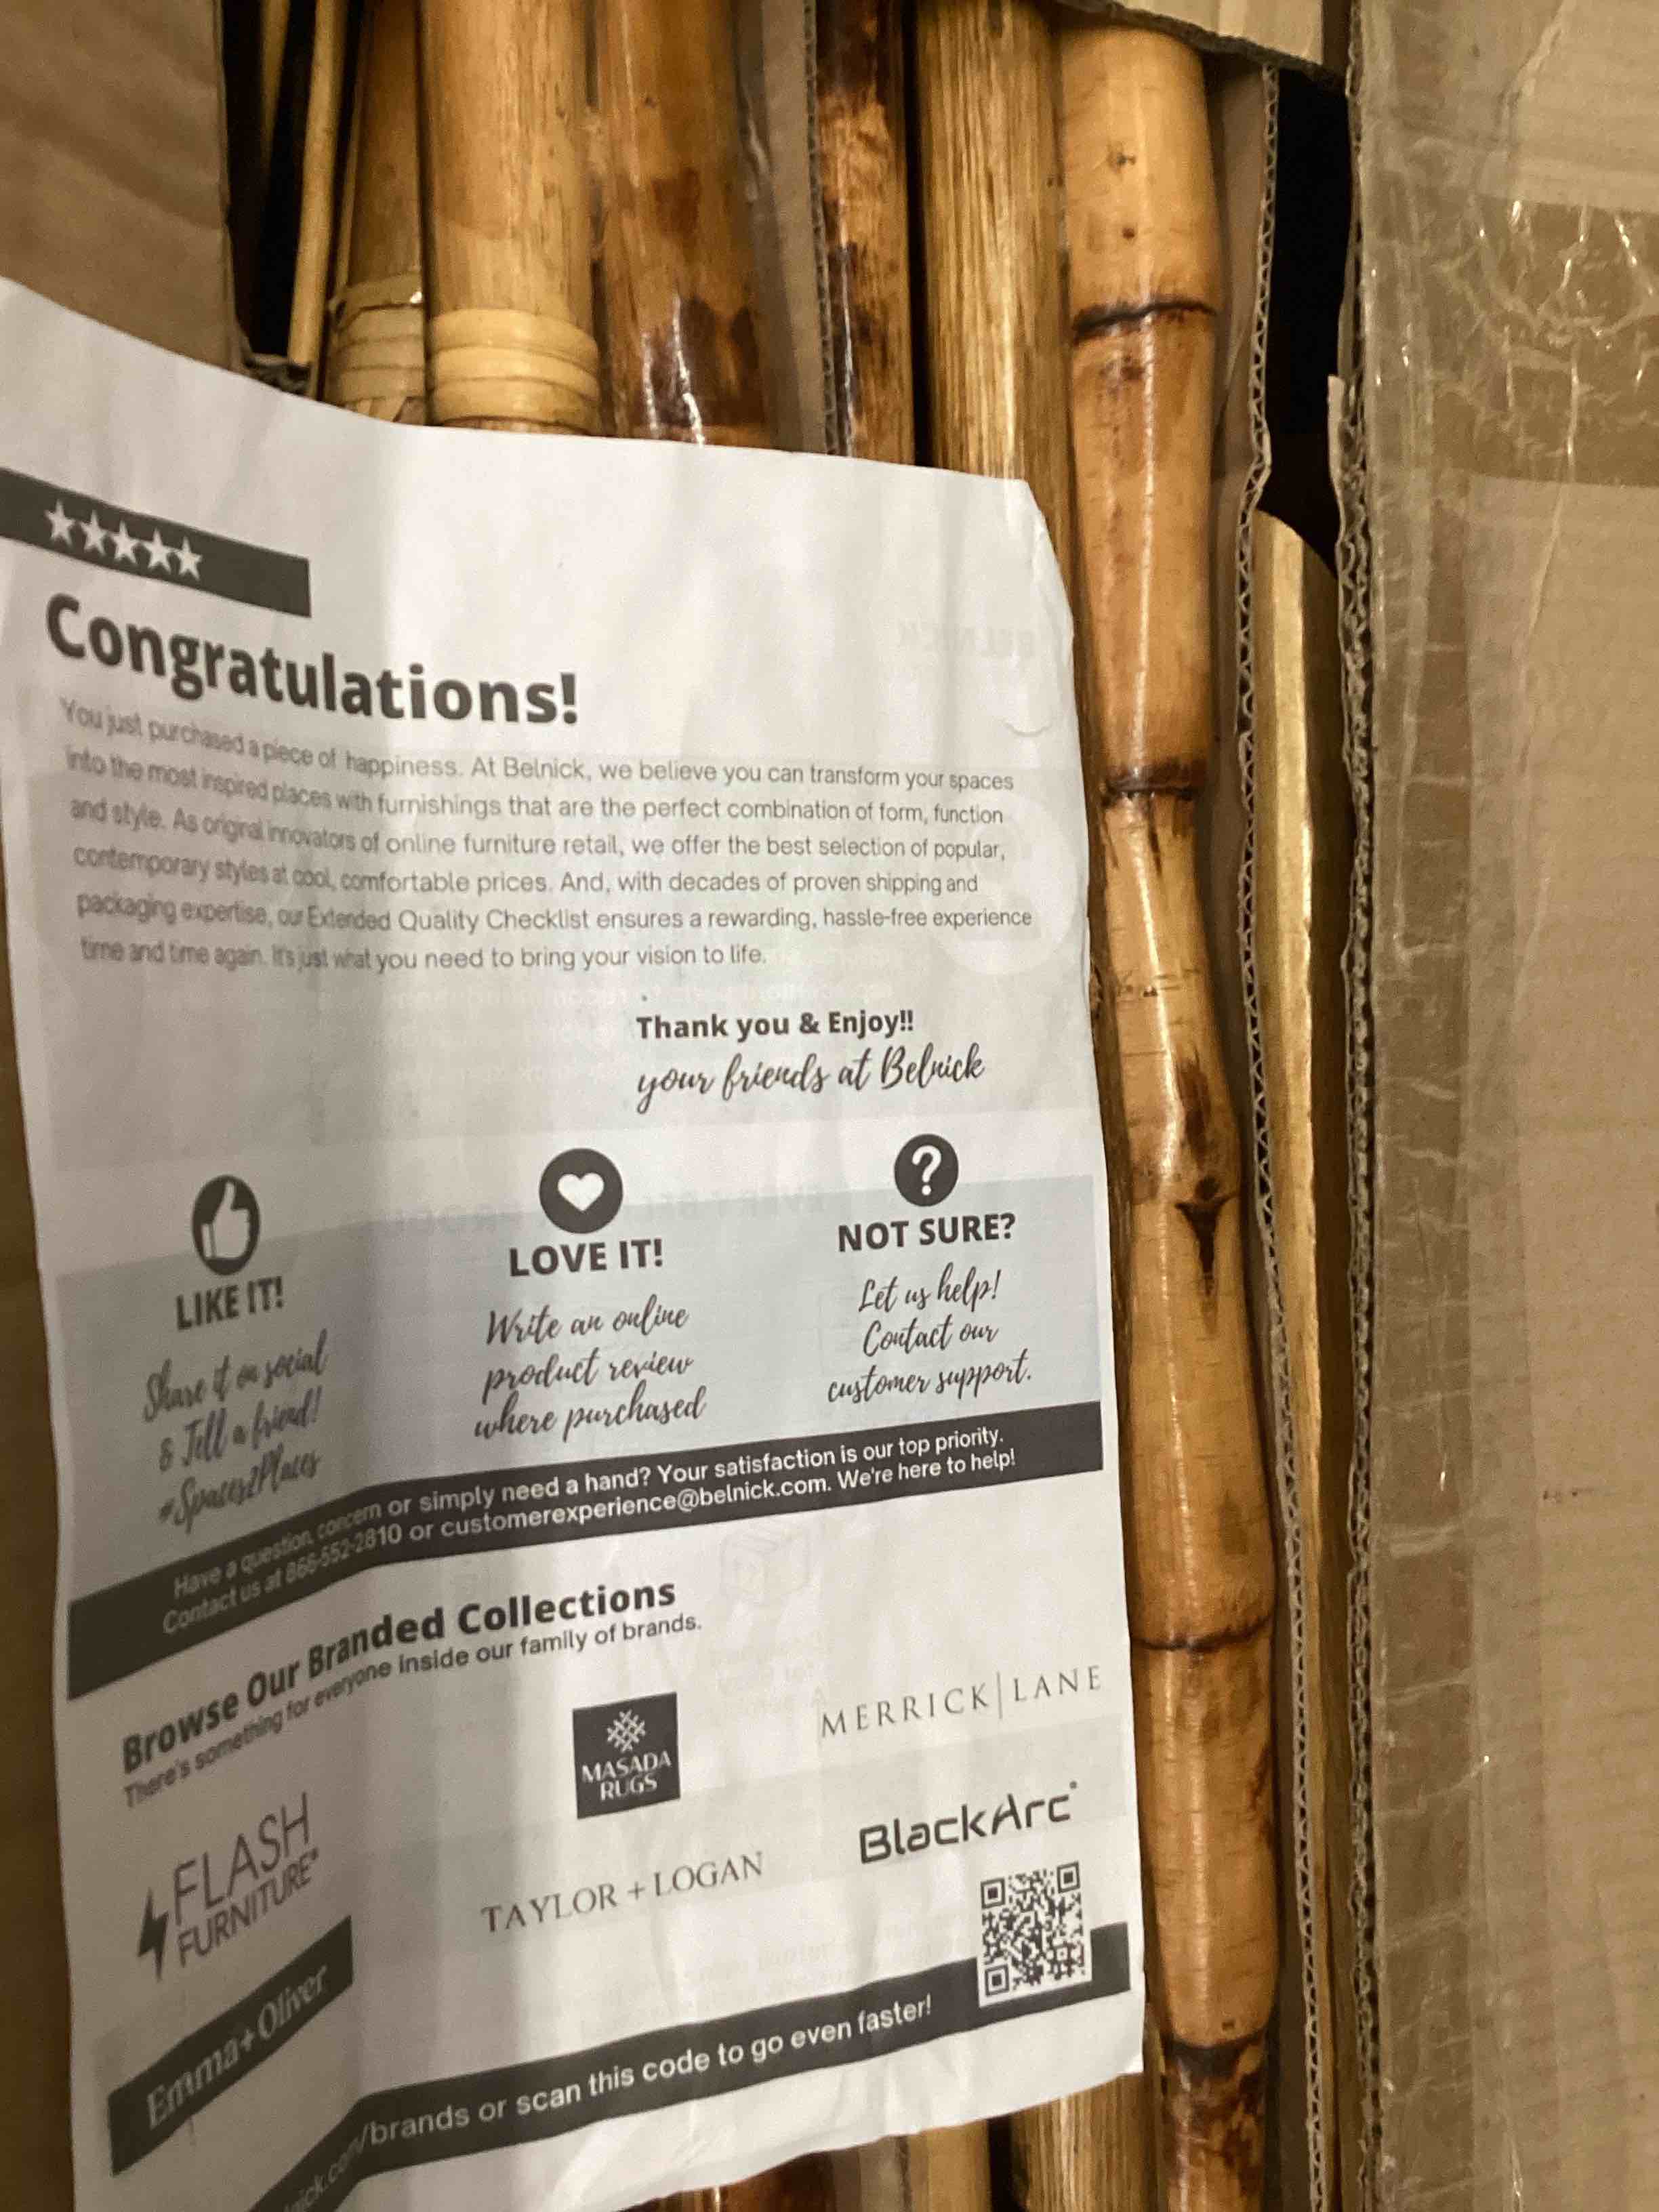 Congratulations!
You just purchased a piece of happiness. At Belnick, we believe you can transform your spaces
into the most inspired places with furnishings that are the perfect combination of form, function
and style. As original innovators of online furniture retail, we offer the best selection of popular,
contemporary styles at cool, comfortable prices. And, with decades of proven shipping and
packaging expertise, our Extended Quality Checklist ensures a rewarding, hassle-free experience
time and time again. It's just what you need to bring your vision to life.
Thank you & Enjoy!!
your friends at Belnick
LIKE IT!
Share it on social
& Tell a friend!
#Spaces2Places
LOVE IT!
Write an online
product review
where purchased
NOT SURE?
Let us help!
Contact our
customer support.
Have a question, concern or simply need a hand? Your satisfaction is our top priority.
Contact us at 866-552-2810 or customerexperience@belnick.com. We're here to help!
Browse Our Branded Collections
There's something for everyone inside our family of brands.
FLASH
FURNITURE®
MASADA
RUGS
MERRICK|LANE
Emma+Oliver
TAYLOR + LOGAN
BlackArc
nick.com/brands or scan this code to go even faster!